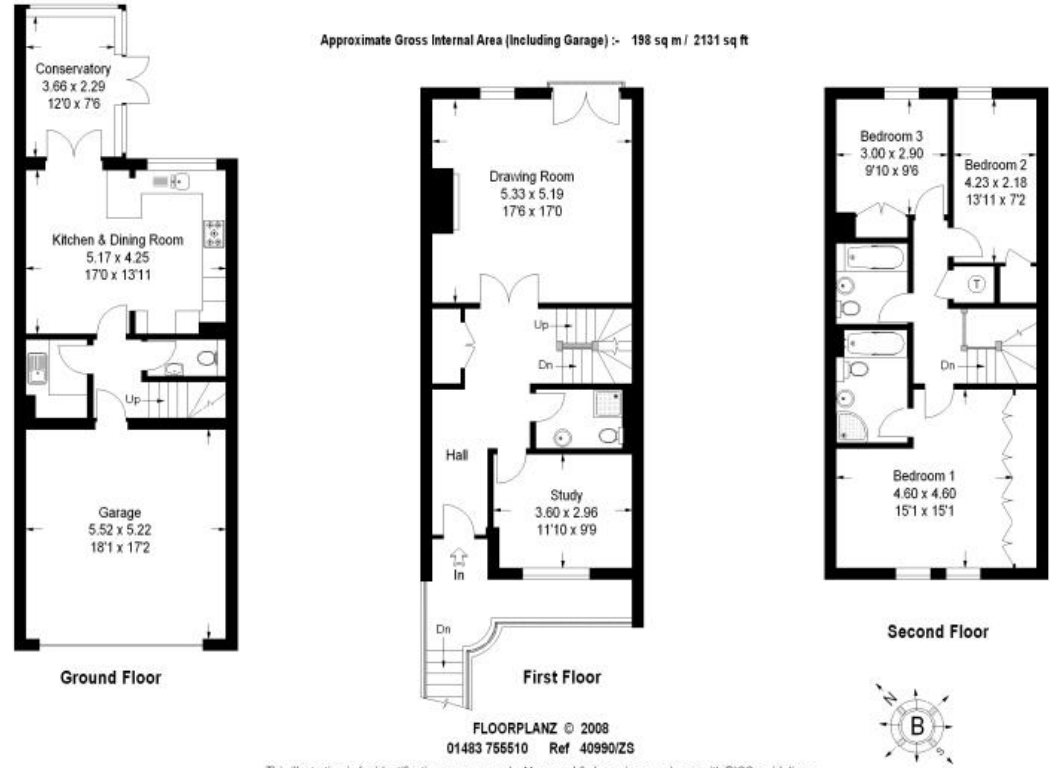 Approximate Gross Internal Area (Including Garage) :- 198 sq m / 2131 sq ft
Conservatory
3.66 x 2.29
12'0 x 7'6
Kitchen & Dining Room
5.17 x 4.25
17'0 x 13'11
Up
Garage
5.52 x 5.22
18'1 x 17'2
Ground Floor
Drawing Room
5.33 x 5.19
17'6 x 17'0
Up
Dn
Hall
Study
3.60 x 2.96
11'10 x 9'9
In
Dn
First Floor
Bedroom 3
3.00 x 2.90
9'10 x 9'6
Bedroom 2
4.23 x 2.18
13'11 x 7'2
T
Dn
Bedroom 1
4.60 x 4.60
15'1 x 15'1
Second Floor
N
B
S
FLOORPLANZ © 2008
01483 755510 Ref 40990/ZS